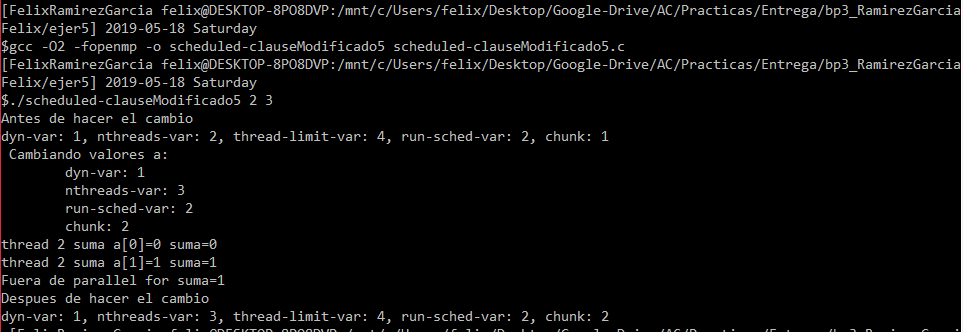 [FelixRamirezGarcia felix@DESKTOP-8PO8DVP:/mnt/c/Users/felix/Desktop/Google-Drive/AC/Practicas/Entrega/bp3_RamirezGarcia
Felix/ejer5] 2019-05-18 Saturday
$gcc -O2 -fopenmp -o scheduled-clauseModificado5 scheduled-clauseModificado5.c
[FelixRamirezGarcia felix@DESKTOP-8PO8DVP:/mnt/c/Users/felix/Desktop/Google-Drive/AC/Practicas/Entrega/bp3_RamirezGarcia
Felix/ejer5] 2019-05-18 Saturday
$./scheduled-clauseModificado5 2 3
Antes de hacer el cambio
dyn-var: 1, nthreads-var: 2, thread-limit-var: 4, run-sched-var: 2, chunk: 1
 Cambiando valores a:
        dyn-var: 1
        nthreads-var: 3
        run-sched-var: 2
        chunk: 2
thread 2 suma a[0]=0 suma=0
thread 2 suma a[1]=1 suma=1
Fuera de parallel for suma=1
Despues de hacer el cambio
dyn-var: 1, nthreads-var: 3, thread-limit-var: 4, run-sched-var: 2, chunk: 2